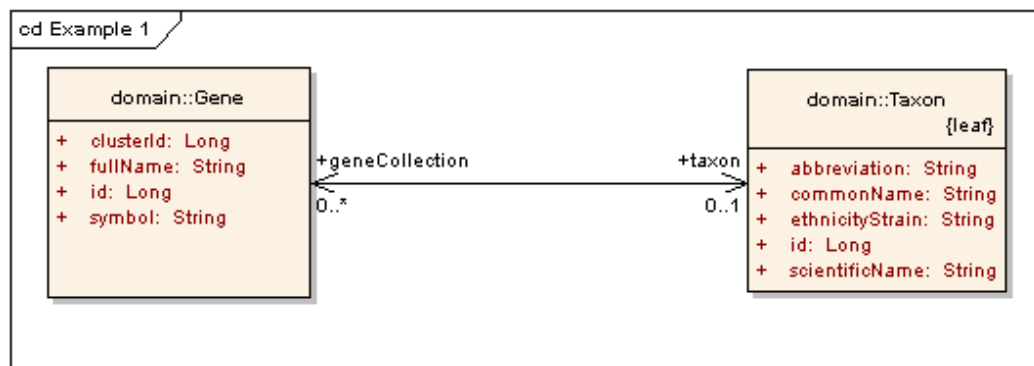 cd Example 1
domain::Gene
+ clusterId: Long
+ fullName: String
+ id: Long
+ symbol: String
+geneCollection
0..*
+taxon
0..1
domain::Taxon
{leaf}
+ abbreviation: String
+ commonName: String
+ ethnicityStrain: String
+ id: Long
+ scientificName: String